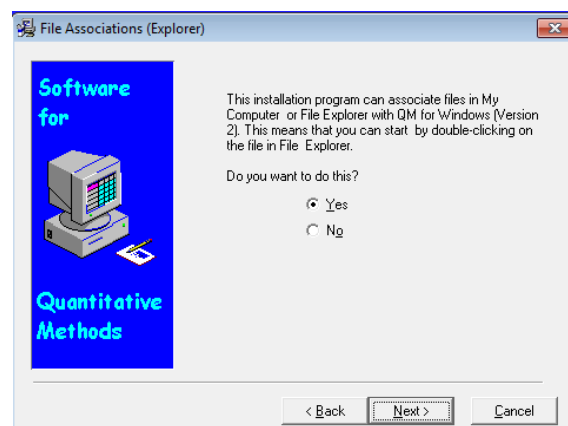 File Associations (Explorer)
Software
for
Quantitative
Methods
This installation program can associate files in My
Computer or File Explorer with QM for Windows (Version
2). This means that you can start by double-clicking on
the file in File Explorer.
Do you want to do this?
Yes
No
< Back
Next >
Cancel